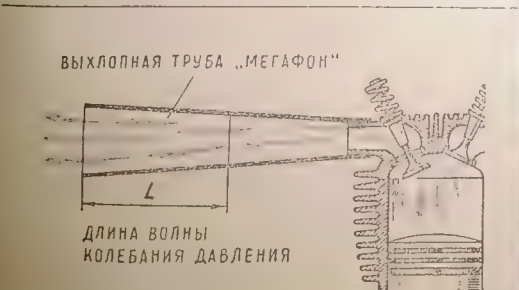 ВЫХЛОПНАЯ ТРУБА „МЕГАФОН“
L
ДЛИНА ВОЛНЫ
КОЛЕБАНИЯ ДАВЛЕНИЯ